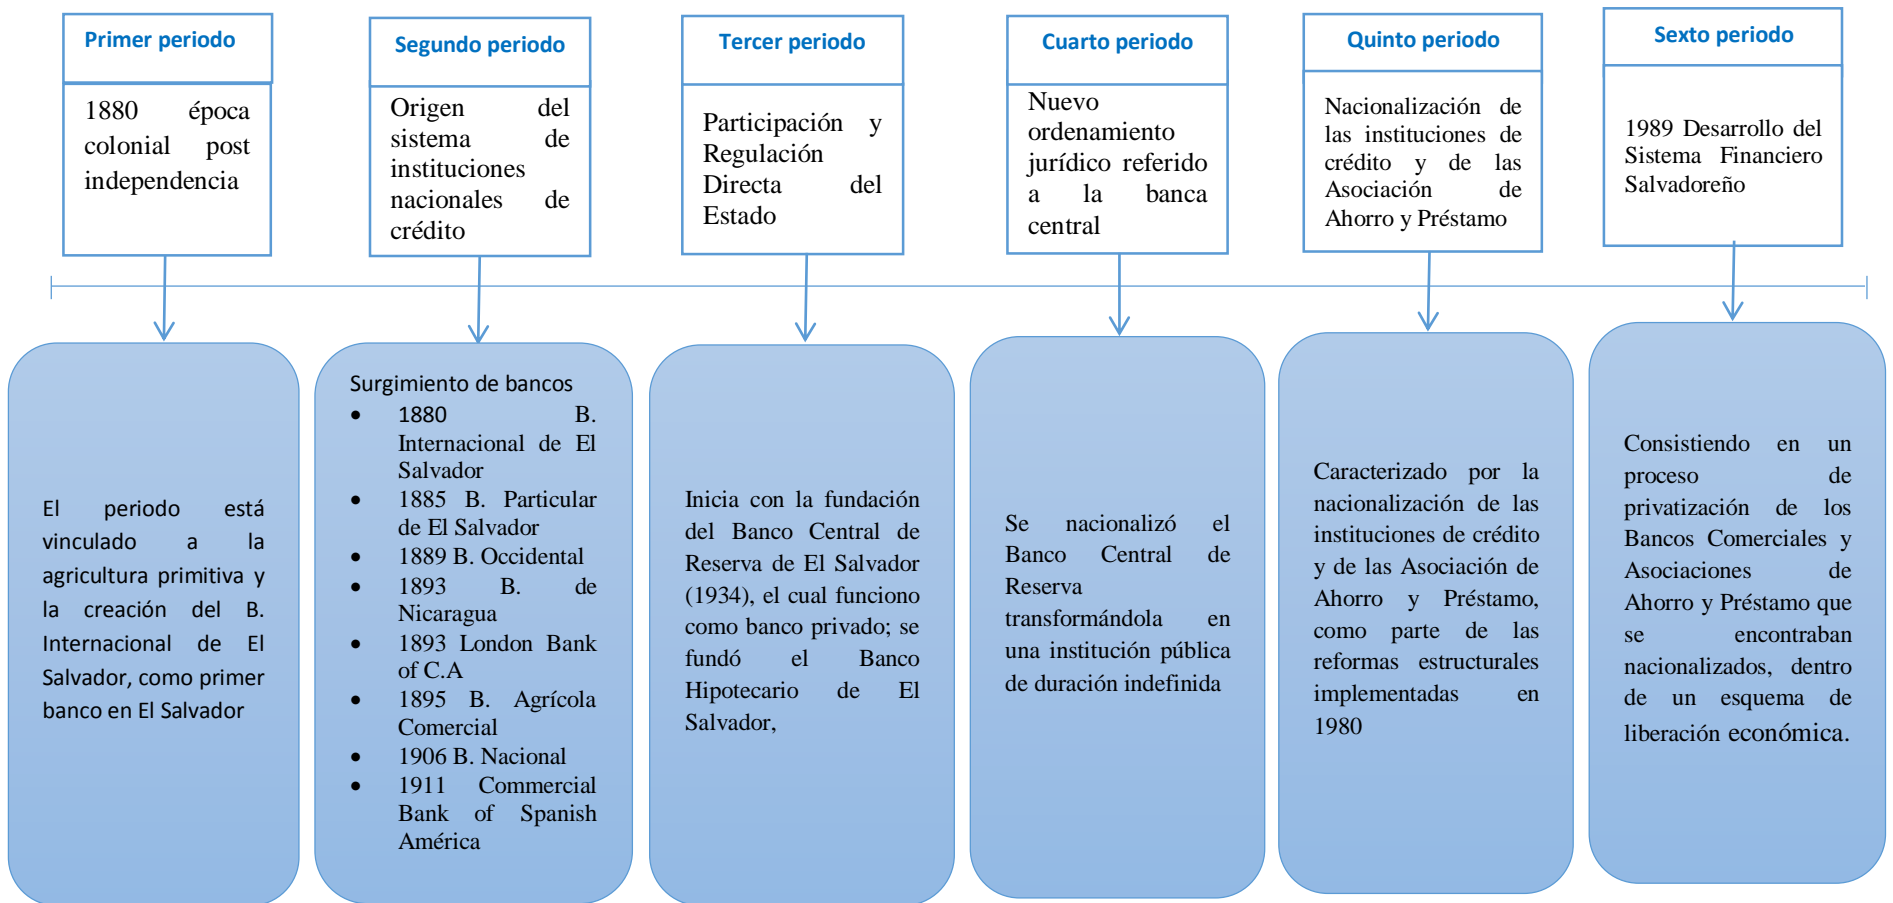 Primer periodo
1880 época
colonial post
independencia
El periodo está
vinculado a la
agricultura primitiva y
la creación del B.
Internacional de El
Salvador, como primer
banco en El Salvador
Segundo periodo
Origen del
sistema de
instituciones
nacionales de
crédito
Surgimiento de bancos
• 1880 B.
Internacional de El
Salvador
• 1885 B. Particular
de El Salvador
• 1889 B. Occidental
• 1893 B. de
Nicaragua
• 1893 London Bank
of C.A
• 1895 B. Agrícola
Comercial
• 1906 B. Nacional
• 1911 Commercial
Bank of Spanish
América
Tercer periodo
Participación y
Regulación
Directa del
Estado
Inicia con la fundación
del Banco Central de
Reserva de El Salvador
(1934), el cual funciono
como banco privado; se
fundó el Banco
Hipotecario de El
Salvador,
Cuarto periodo
Nuevo
ordenamiento
jurídico referido
a la banca
central
Se nacionalizó el
Banco Central de
Reserva
transformándola en
una institución pública
de duración indefinida
Quinto periodo
Nacionalización de
las instituciones de
crédito y de las
Asociación de
Ahorro y Préstamo
Caracterizado por la
nacionalización de las
instituciones de crédito
y de las Asociación de
Ahorro y Préstamo,
como parte de las
reformas estructurales
implementadas en
1980
Sexto periodo
1989 Desarrollo del
Sistema Financiero
Salvadoreño
Consistiendo en un
proceso de
privatización de los
Bancos Comerciales y
Asociaciones de
Ahorro y Préstamo que
se encontraban
nacionalizados, dentro
de un esquema de
liberación económica.